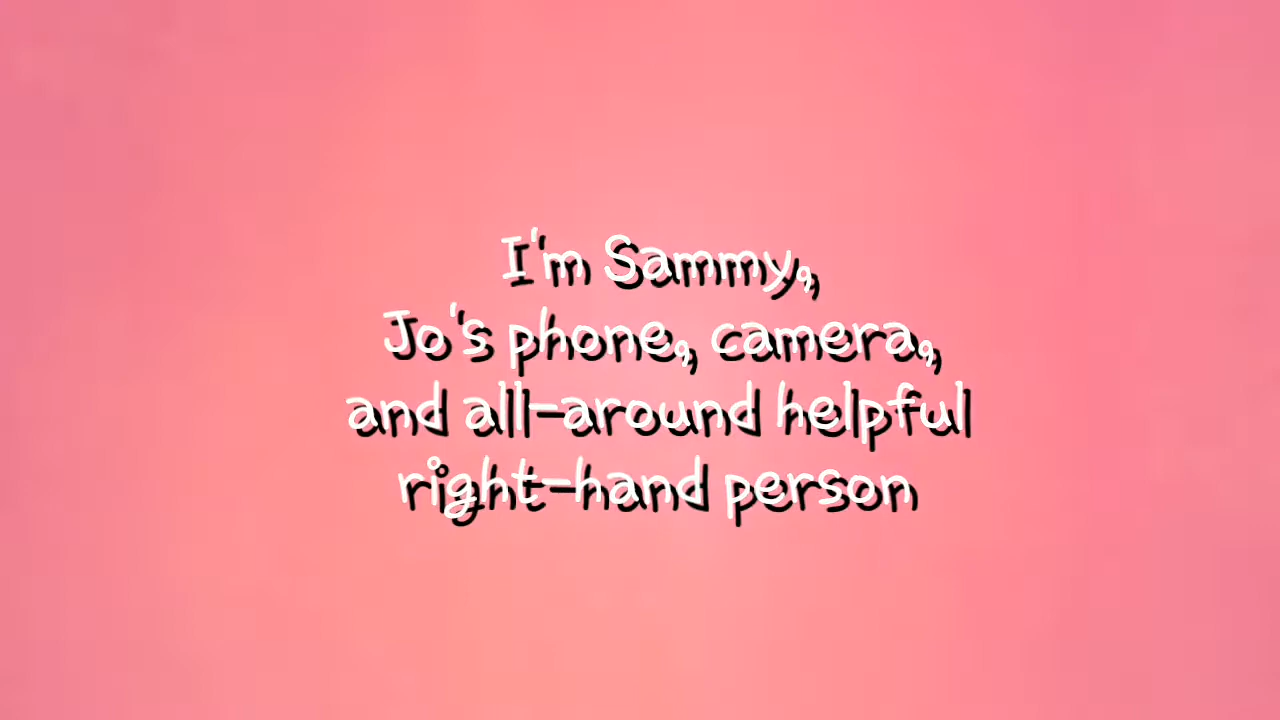 I'm Sammy,
Jo's phone, camera,
and all-around helpful
right-hand person